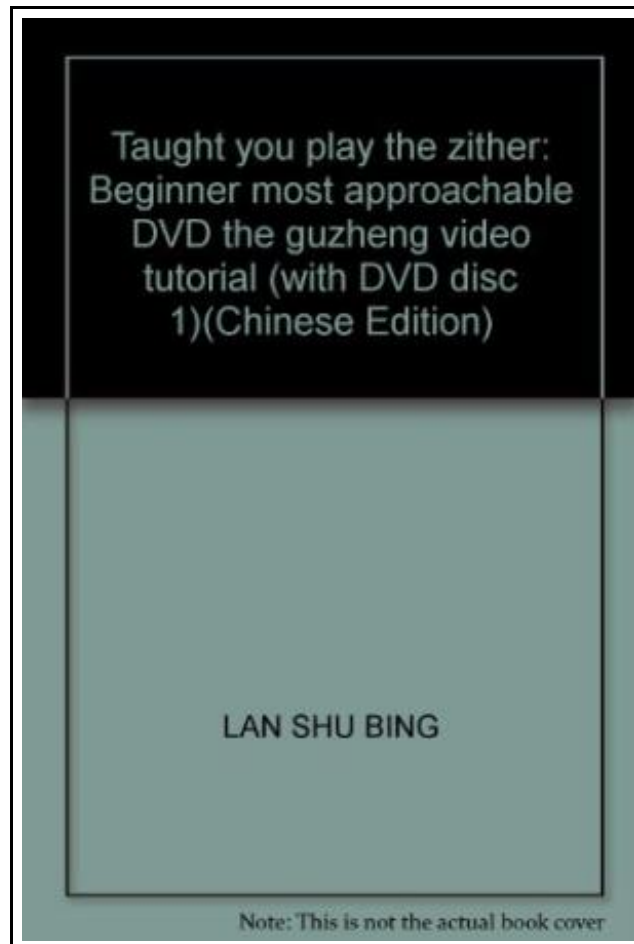 Taught you play the zither:
Beginner most approachable
DVD the guzheng video
tutorial (with DVD disc
1)(Chinese Edition)
LAN SHU BING
Note: This is not the actual book cover